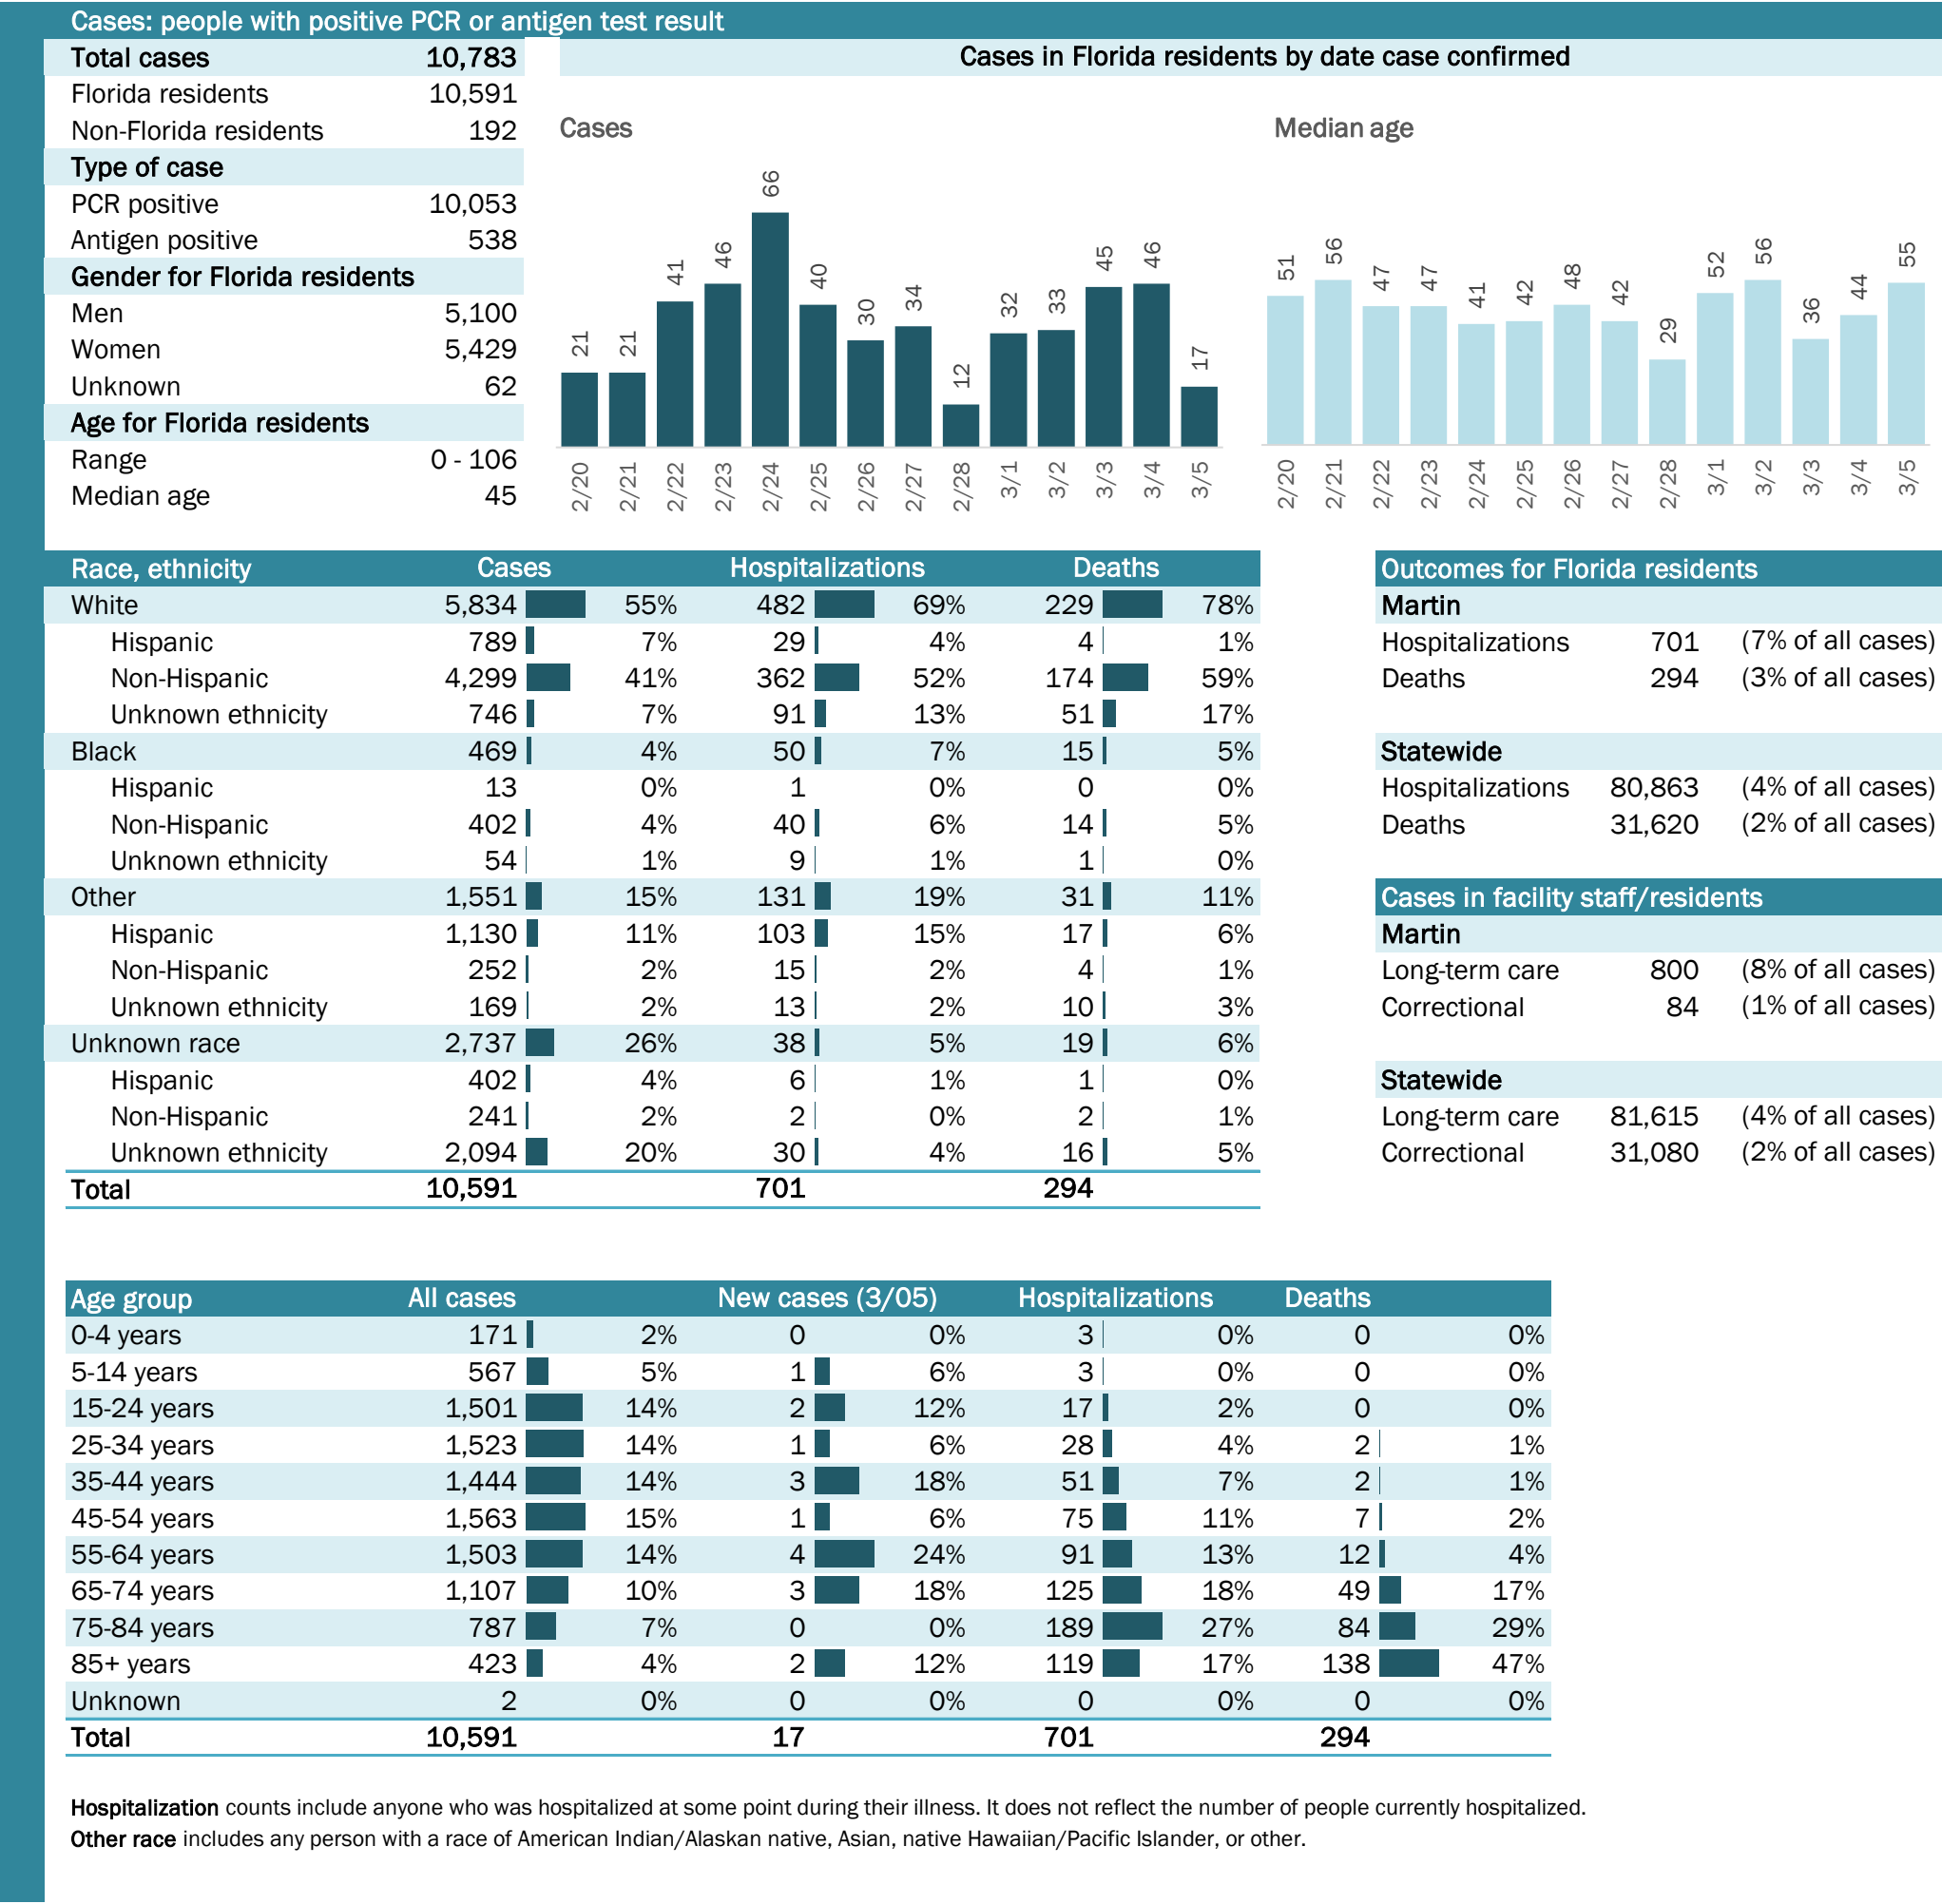 Cases: people with positive PCR or antigen test result
Total cases 10,783
Florida residents 10,591
Non-Florida residents 192
Type of case
PCR positive 10,053
Antigen positive 538
Gender for Florida residents
Men 5,100
Women 5,429
Unknown 62
Age for Florida residents
Range 0 - 106
Median age 45
Cases in Florida residents by date case confirmed
Cases
21 21 41 46 66 40 30 34 12 32 33 45 46 17
2/20 2/21 2/22 2/23 2/24 2/25 2/26 2/27 2/28 3/1 3/2 3/3 3/4 3/5
Median age
51 56 47 47 41 42 48 42 29 52 56 36 44 55
2/20 2/21 2/22 2/23 2/24 2/25 2/26 2/27 2/28 3/1 3/2 3/3 3/4 3/5
Race, ethnicity Cases Hospitalizations Deaths
White 5,834 55% 482 69% 229 78%
Hispanic 789 7% 29 4% 4 1%
Non-Hispanic 4,299 41% 362 52% 174 59%
Unknown ethnicity 746 7% 91 13% 51 17%
Black 469 4% 50 7% 15 5%
Hispanic 13 0% 1 0% 0 0%
Non-Hispanic 402 4% 40 6% 14 5%
Unknown ethnicity 54 1% 9 1% 1 0%
Other 1,551 15% 131 19% 31 11%
Hispanic 1,130 11% 103 15% 17 6%
Non-Hispanic 252 2% 15 2% 4 1%
Unknown ethnicity 169 2% 13 2% 10 3%
Unknown race 2,737 26% 38 5% 19 6%
Hispanic 402 4% 6 1% 1 0%
Non-Hispanic 241 2% 2 0% 2 1%
Unknown ethnicity 2,094 20% 30 4% 16 5%
Total 10,591 701 294
Outcomes for Florida residents
Martin
Hospitalizations 701 (7% of all cases)
Deaths 294 (3% of all cases)
Statewide
Hospitalizations 80,863 (4% of all cases)
Deaths 31,620 (2% of all cases)
Cases in facility staff/residents
Martin
Long-term care 800 (8% of all cases)
Correctional 84 (1% of all cases)
Statewide
Long-term care 81,615 (4% of all cases)
Correctional 31,080 (2% of all cases)
Age group All cases New cases (3/05) Hospitalizations Deaths
0-4 years 171 2% 0 0% 3 0% 0 0%
5-14 years 567 5% 1 6% 3 0% 0 0%
15-24 years 1,501 14% 2 12% 17 2% 0 0%
25-34 years 1,523 14% 1 6% 28 4% 2 1%
35-44 years 1,444 14% 3 18% 51 7% 2 1%
45-54 years 1,563 15% 1 6% 75 11% 7 2%
55-64 years 1,503 14% 4 24% 91 13% 12 4%
65-74 years 1,107 10% 3 18% 125 18% 49 17%
75-84 years 787 7% 0 0% 189 27% 84 29%
85+ years 423 4% 2 12% 119 17% 138 47%
Unknown 2 0% 0 0% 0 0% 0 0%
Total 10,591 17 701 294
Hospitalization counts include anyone who was hospitalized at some point during their illness. It does not reflect the number of people currently hospitalized.
Other race includes any person with a race of American Indian/Alaskan native, Asian, native Hawaiian/Pacific Islander, or other.